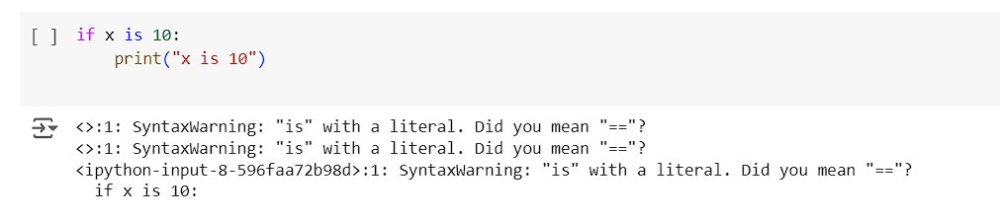 [ ] if x is 10:
print("x is 10")
<>:1: SyntaxWarning: "is" with a literal. Did you mean "=="?
<>:1: SyntaxWarning: "is" with a literal. Did you mean "=="?
<ipython-input-8-596faa72b98d>:1: SyntaxWarning: "is" with a literal. Did you mean "=="?
if x is 10: